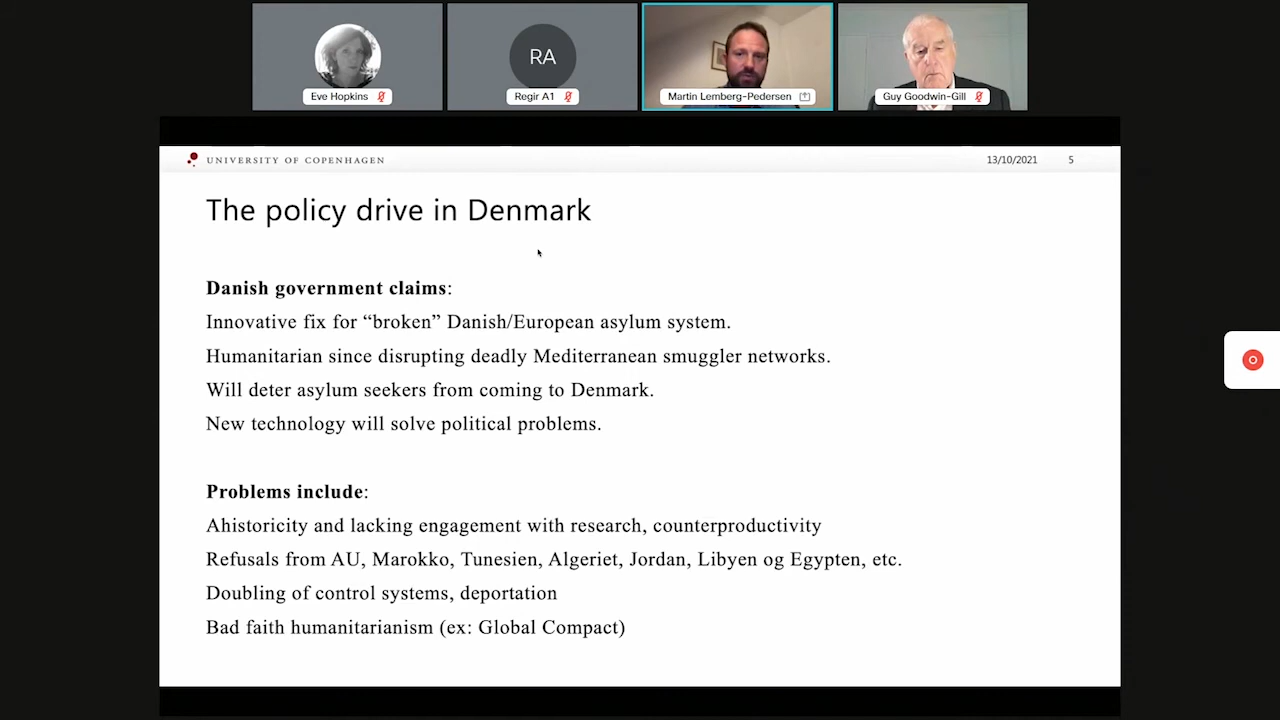 Eve Hopkins
RA
Regir A1
Martin Lemberg-Pedersen
Guy Goodwin-Gill
UNIVERSITY OF COPENHAGEN
13/10/2021
5
The policy drive in Denmark
Danish government claims:
Innovative fix for “broken” Danish/European asylum system.
Humanitarian since disrupting deadly Mediterranean smuggler networks.
Will deter asylum seekers from coming to Denmark.
New technology will solve political problems.
Problems include:
Ahistoricity and lacking engagement with research, counterproductivity
Refusals from AU, Marokko, Tunesien, Algeriet, Jordan, Libyen og Egypten, etc.
Doubling of control systems, deportation
Bad faith humanitarianism (ex: Global Compact)